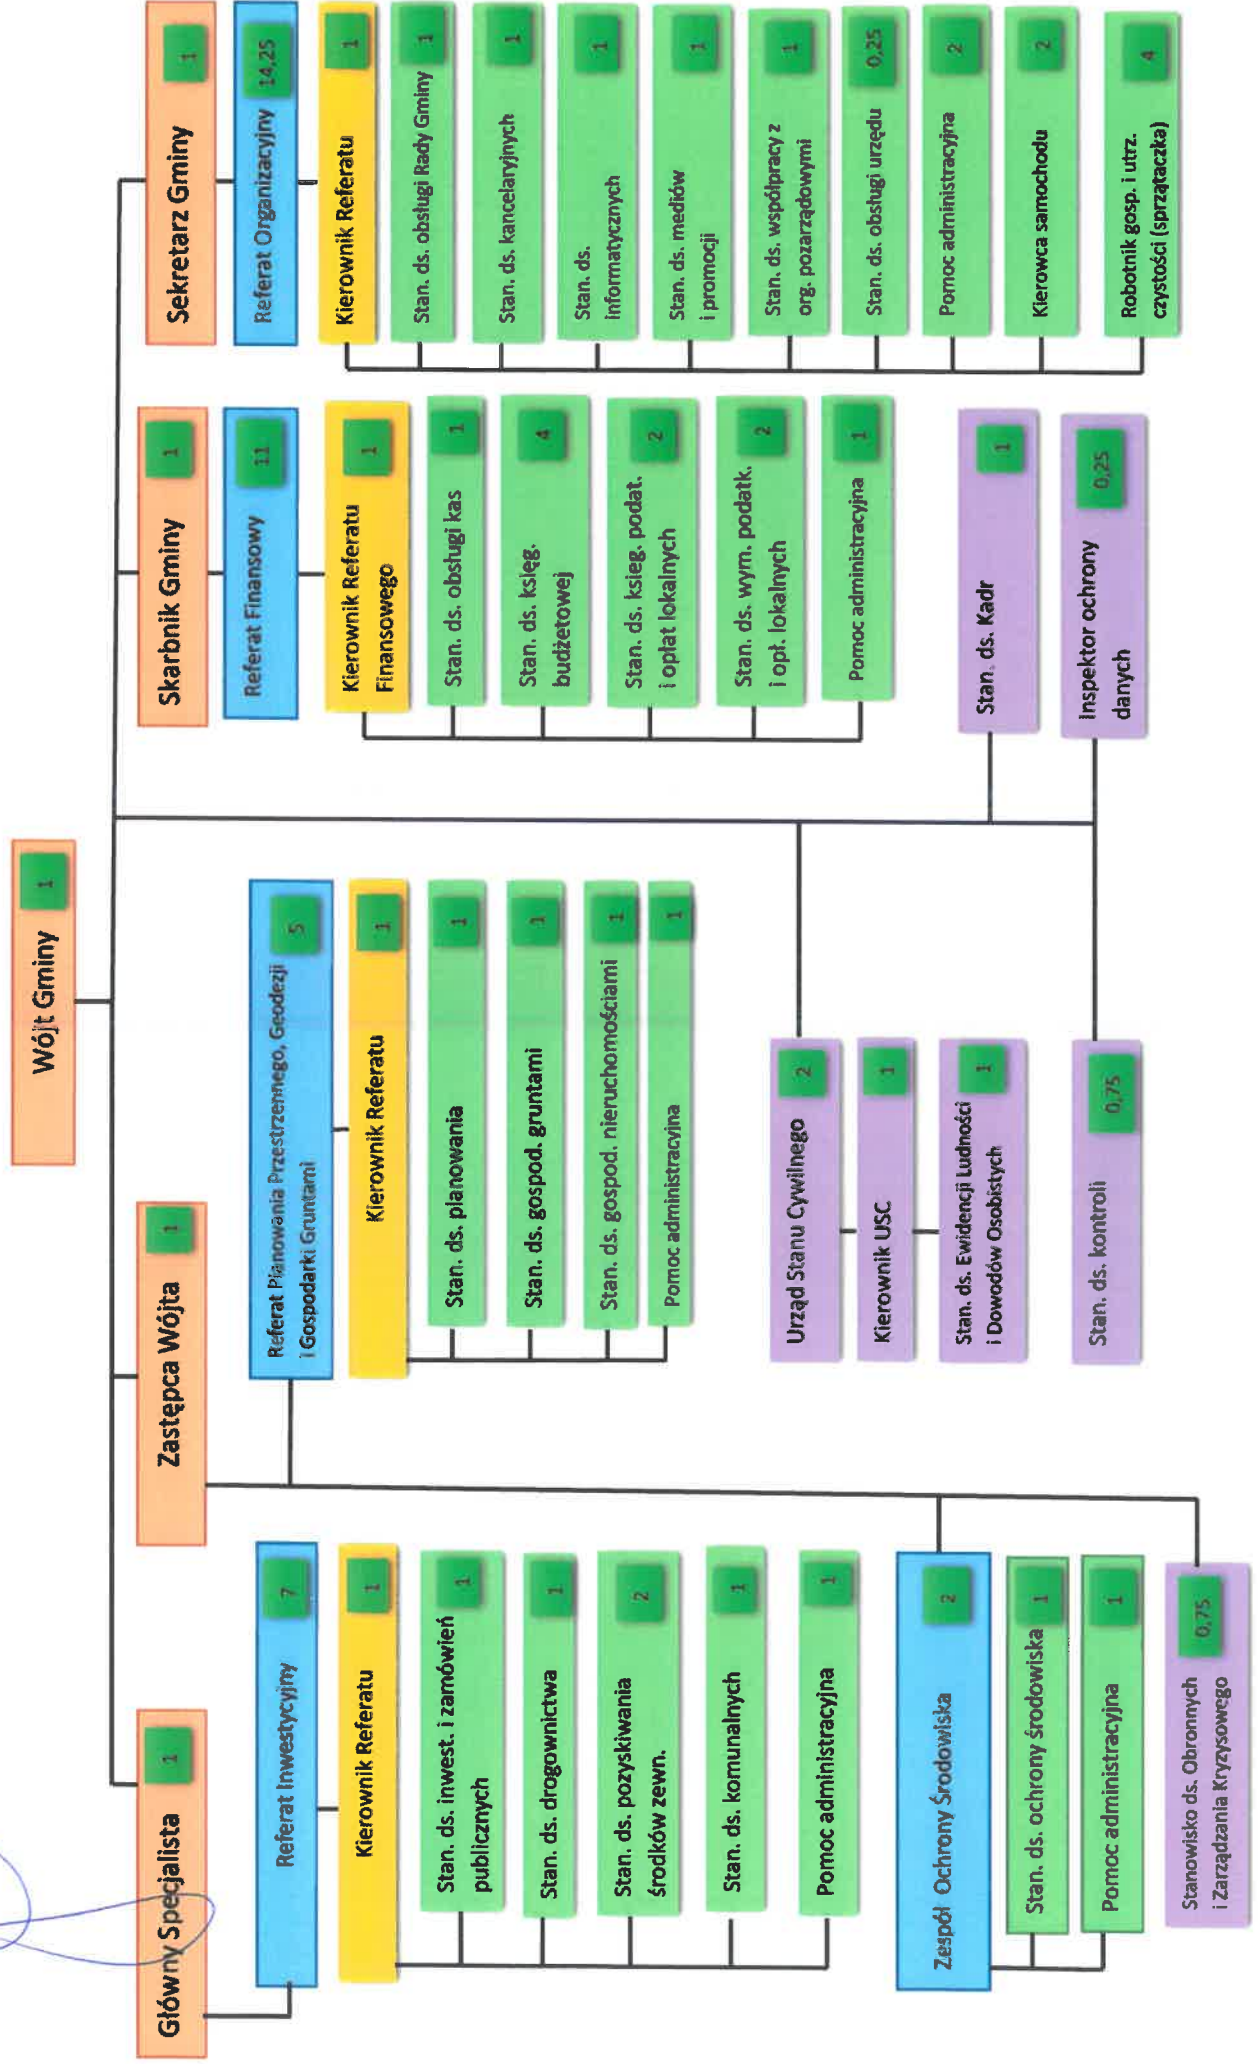 Wójt Gminy
1
Główny Specjalista
1
Referat Inwestycyjny
7
Kierownik Referatu
1
Stan. ds. invest. i zamówień
publicznych
1
Stan. ds. drogownictwa
1
Stan. ds. pozyskiwania
środków zewn.
2
Stan. ds. komunalnych
1
Pomoc administracyjna
1
Zastępca Wójta
1
Referat Planowania Przestrzennego, Geodezji
i Gospodarki Gruntami
5
Kierownik Referatu
1
Stan. ds. planowania
1
Stan. ds. gospod. gruntami
1
Stan. ds. gospod. nieruchomościami
1
Pomoc administracyjna
1
Zespół Ochrony Środowiska
2
Stan. ds. ochrony środowiska
1
Pomoc administracyjna
1
Stanowisko ds. Obronnych
i Zarządzania Kryzysowego
0,75
Urząd Stanu Cywilnego
2
Kierownik USC
1
Stan. ds. Ewidencji Ludności
i Dowodów Osobistych
1
Stan. ds. kontroli
0,75
Skarbnik Gminy
1
Referat Finansowy
11
Kierownik Referatu
Finansowego
1
Stan. ds. obsługi kas
1
Stan. ds. księg.
budżetowej
4
Stan. ds. ksieg. podat.
i opłat lokalnych
2
Stan. ds. wym. podatk.
i opł. lokalnych
2
Pomoc administracyjna
1
Stan. ds. Kadr
1
Inspektor ochrony
danych
0,25
Sekretarz Gminy
1
Referat Organizacyjny
14,25
Kierownik Referatu
1
Stan. ds. obsługi Rady Gminy
1
Stan. ds. kancelaryjnych
1
Stan. ds.
informatycznych
1
Stan. ds. mediów
i promocji
1
Stan. ds. współpracy z
org. pozarządowymi
1
Stan. ds. obsługi urzędu
0,25
Pomoc administracyjna
2
Kierowca samochodu
2
Robotnik gosp. i utrz.
czystości (sprzątaczka)
4